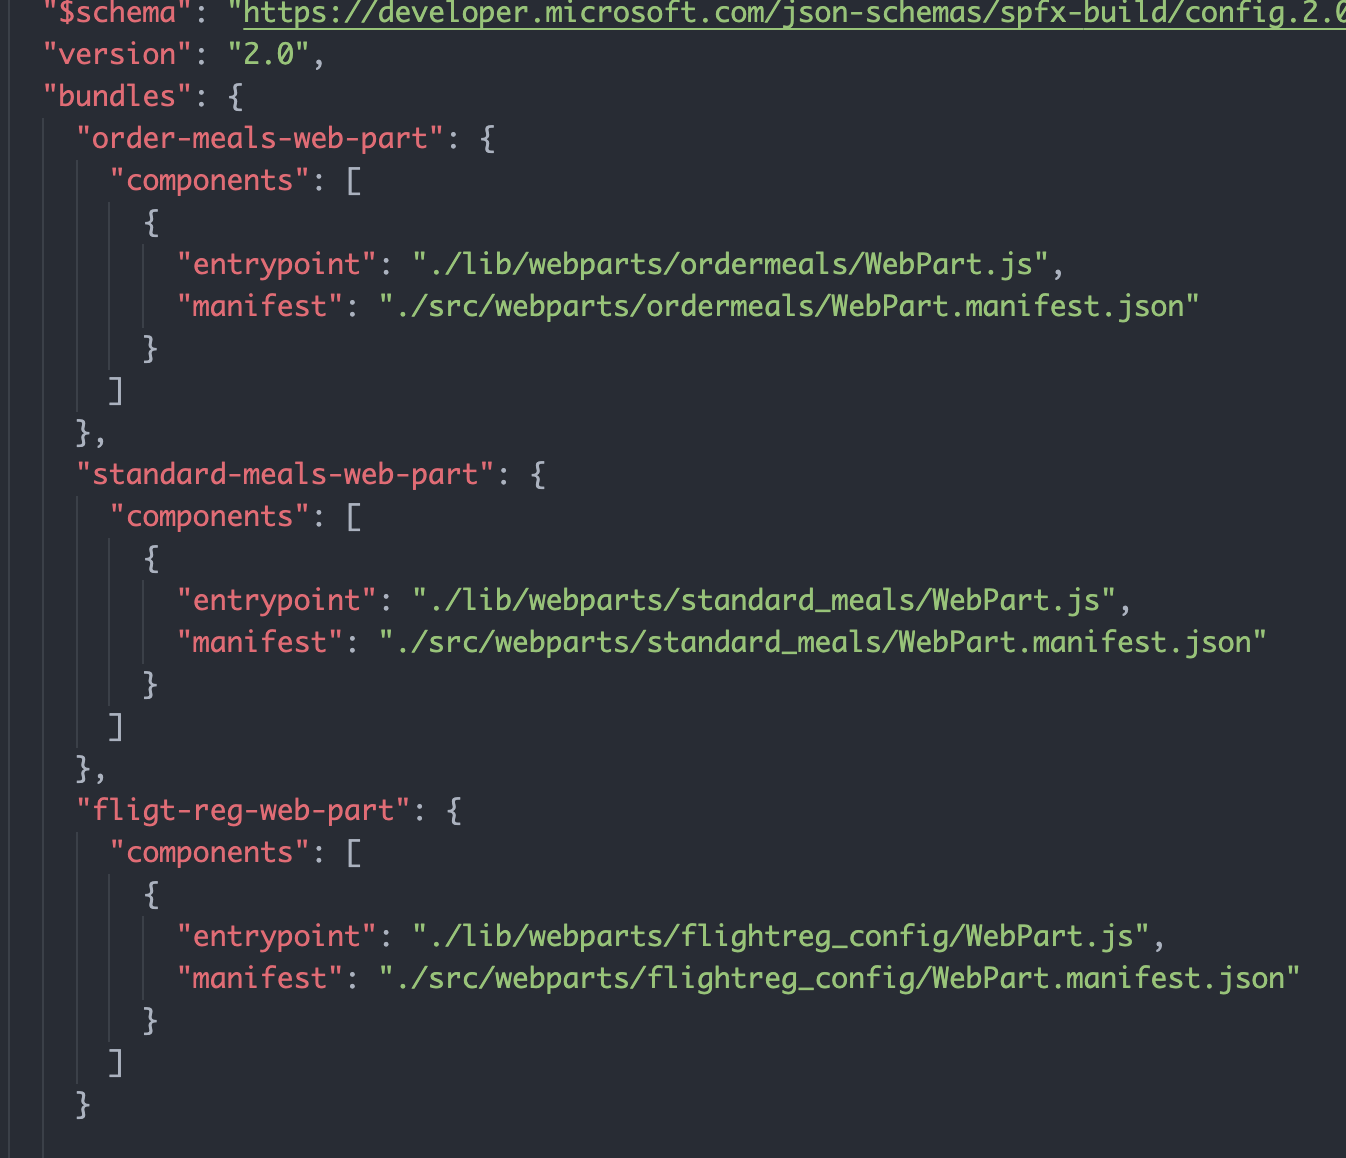 "$schema": "https://developer.microsoft.com/json-schemas/spfx-build/config.2.0
"version": "2.0",
"bundles": {
"order-meals-web-part": {
"components": [
{
"entrypoint": "./lib/webparts/ordermeals/WebPart.js",
"manifest": "./src/webparts/ordermeals/WebPart.manifest.json"
}
]
},
"standard-meals-web-part": {
"components": [
{
"entrypoint": "./lib/webparts/standard_meals/WebPart.js",
"manifest": "./src/webparts/standard_meals/WebPart.manifest.json"
}
]
},
"fligt-reg-web-part": {
"components": [
{
"entrypoint": "./lib/webparts/flightreg_config/WebPart.js",
"manifest": "./src/webparts/flightreg_config/WebPart.manifest.json"
}
]
}